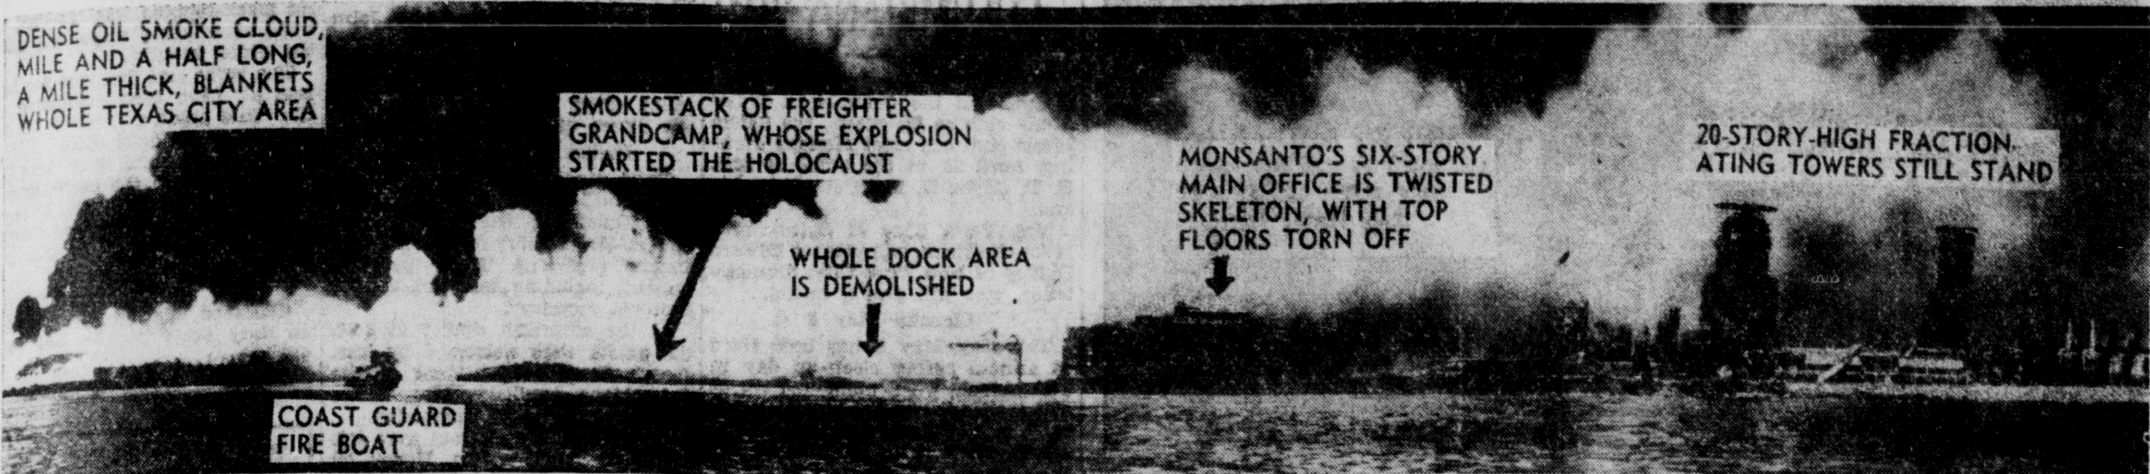 DENSE OIL SMOKE CLOUD,
MILE AND A HALF LONG,
A MILE THICK, BLANKETS
WHOLE TEXAS CITY AREA
SMOKESTACK OF FREIGHTER
GRANDCAMP, WHOSE EXPLOSION
STARTED THE HOLOCAUST
WHOLE DOCK AREA
IS DEMOLISHED
MONSANTO'S SIX-STORY
MAIN OFFICE IS TWISTED
SKELETON, WITH TOP
FLOORS TORN OFF
20-STORY-HIGH FRACTION-
ATING TOWERS STILL STAND
COAST GUARD
FIRE BOAT